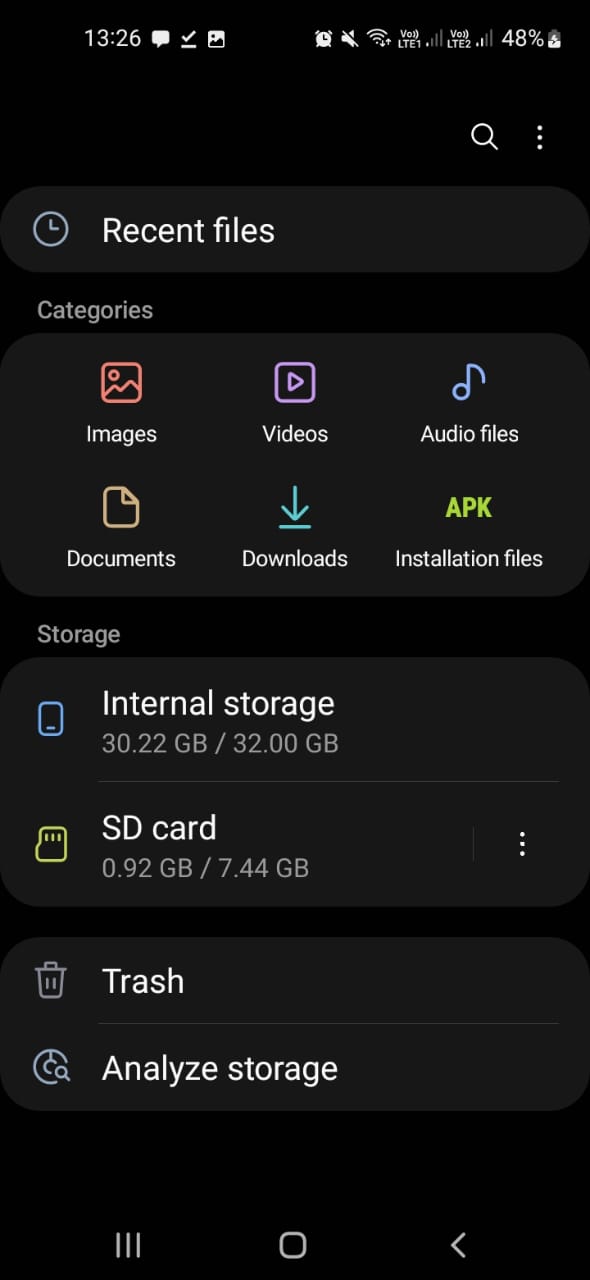 13:26 Vo)) LTE1 Vo)) LTE2 48%
Recent files
Categories
Images Videos Audio files
APK
Documents Downloads Installation files
Storage
Internal storage
30.22 GB / 32.00 GB
SD card
0.92 GB / 7.44 GB
Trash
Analyze storage